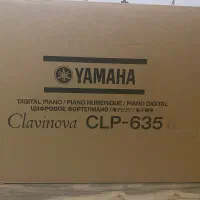 YAMAHA
DIGITAL PIANO / PIANO NUMÉRIQUE / PIANO DIGITAL
ЦИФРОВОЕ ФОРТЕПИАНО /
Clavinova CLP-635